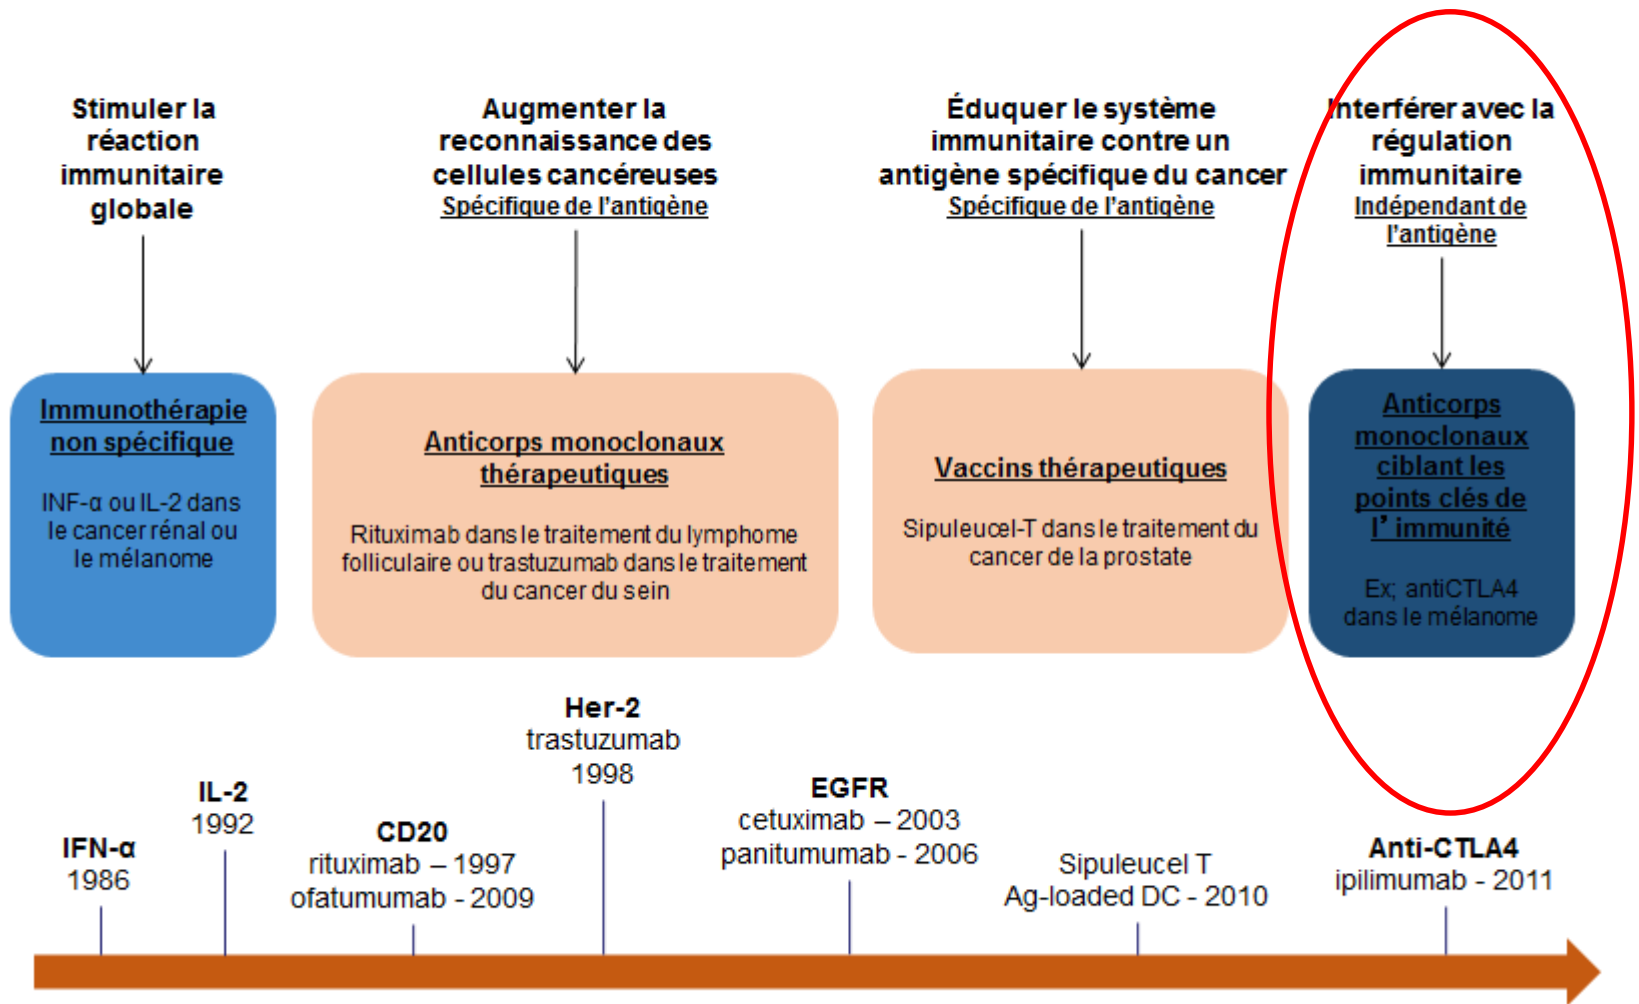 Stimuler la
réaction
immunitaire
globale
Augmenter la
reconnaissance des
cellules cancéreuses
Spécifique de l'antigène
Éduquer le système
immunitaire contre un
antigène spécifique du cancer
Spécifique de l'antigène
Interférer avec la
régulation
immunitaire
Indépendant de
l'antigène
Immunothérapie
non spécifique
INF-α ou IL-2 dans
le cancer rénal ou
le mélanome
Anticorps monoclonaux
thérapeutiques
Rituximab dans le traitement du lymphome
folliculaire ou trastuzumab dans le traitement
du cancer du sein
Vaccins thérapeutiques
Sipuleucel-T dans le traitement du
cancer de la prostate
Anticorps
monoclonaux
ciblant les
points clés de
l’ immunité
Ex; antiCTLA4
dans le mélanome
IFN-α
1986
IL-2
1992
CD20
rituximab – 1997
ofatumumab - 2009
Her-2
trastuzumab
1998
EGFR
cetuximab – 2003
panitumumab - 2006
Sipuleucel T
Ag-loaded DC - 2010
Anti-CTLA4
ipilimumab - 2011